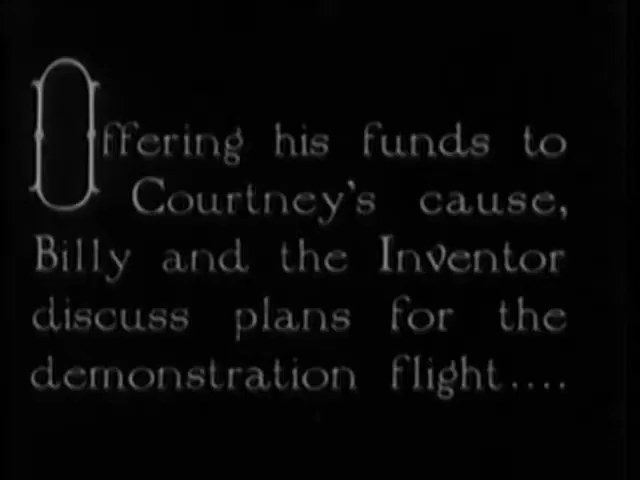 Offering his funds to
Courtney's cause,
Billy and the Inventor
discuss plans for the
demonstration flight....